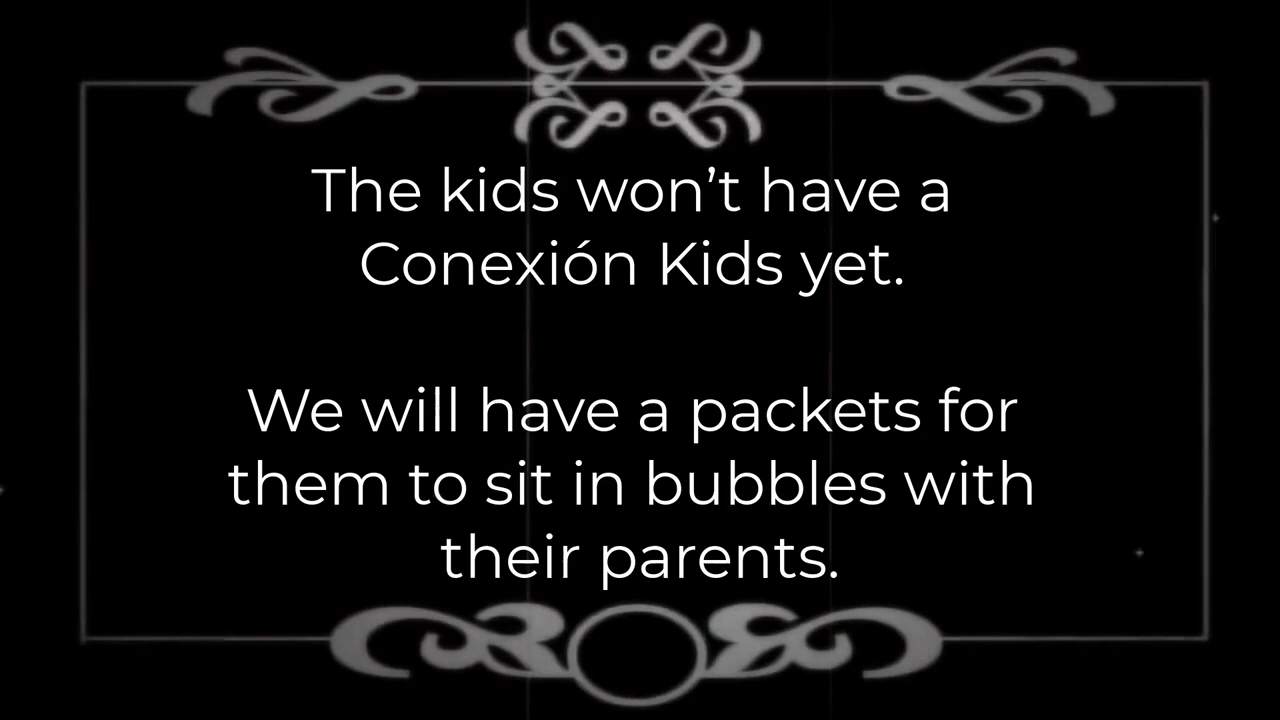 The kids won’t have a
Conexión Kids yet.
We will have a packets for
them to sit in bubbles with
their parents.